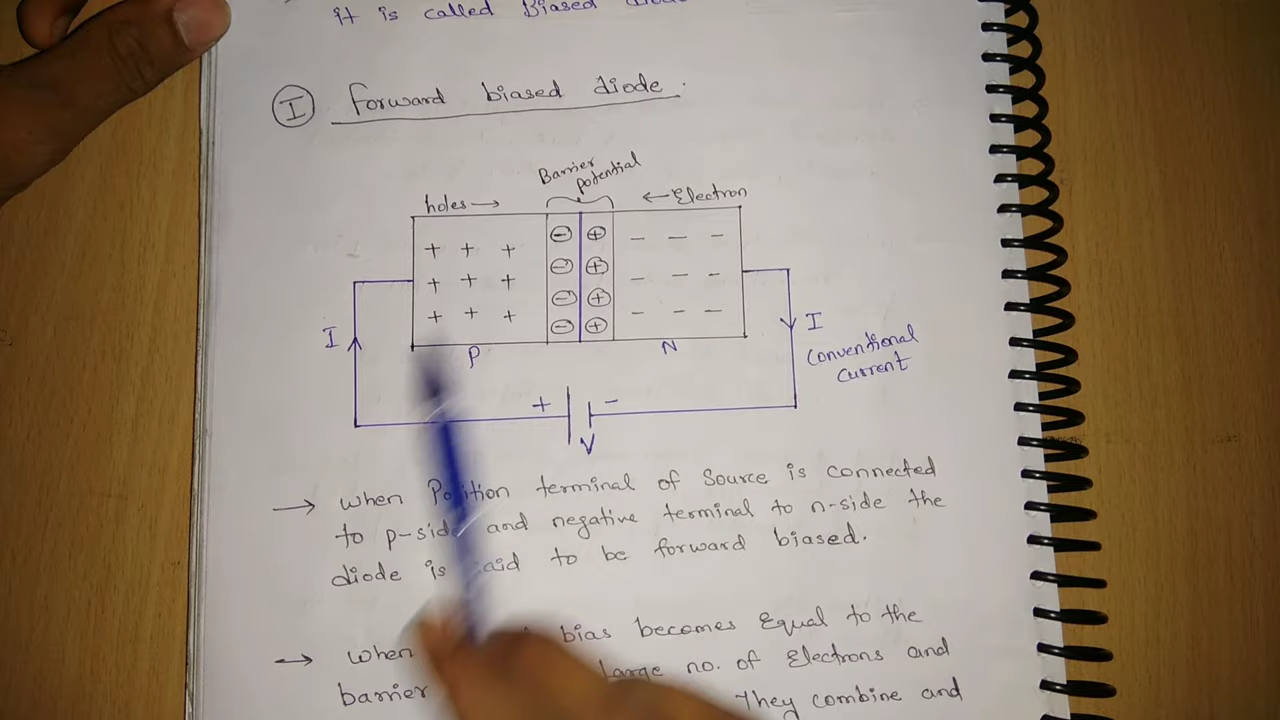 it is called Biased diode
I Forward biased diode.
Barrier
potential
holes → ← Electron
+ + + ⊖ ⊕ − − −
+ + + ⊖ ⊕ − − −
+ + + ⊖ ⊕ − − −
⊖ ⊕
P N
I I
Conventional
Current
+ −
V
→ When Position terminal of Source is connected
to p-side and negative terminal to n-side the
diode is said to be forward biased.
→ When bias becomes Equal to the
barrier large no. of Electrons and
They combine and